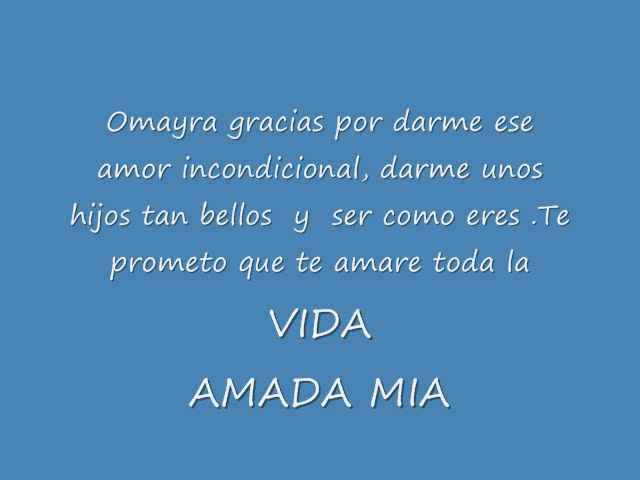 Omayra gracias por darme ese
amor incondicional, darme unos
hijos tan bellos  y  ser como eres .Te
prometo que te amare toda la
VIDA
AMADA MIA